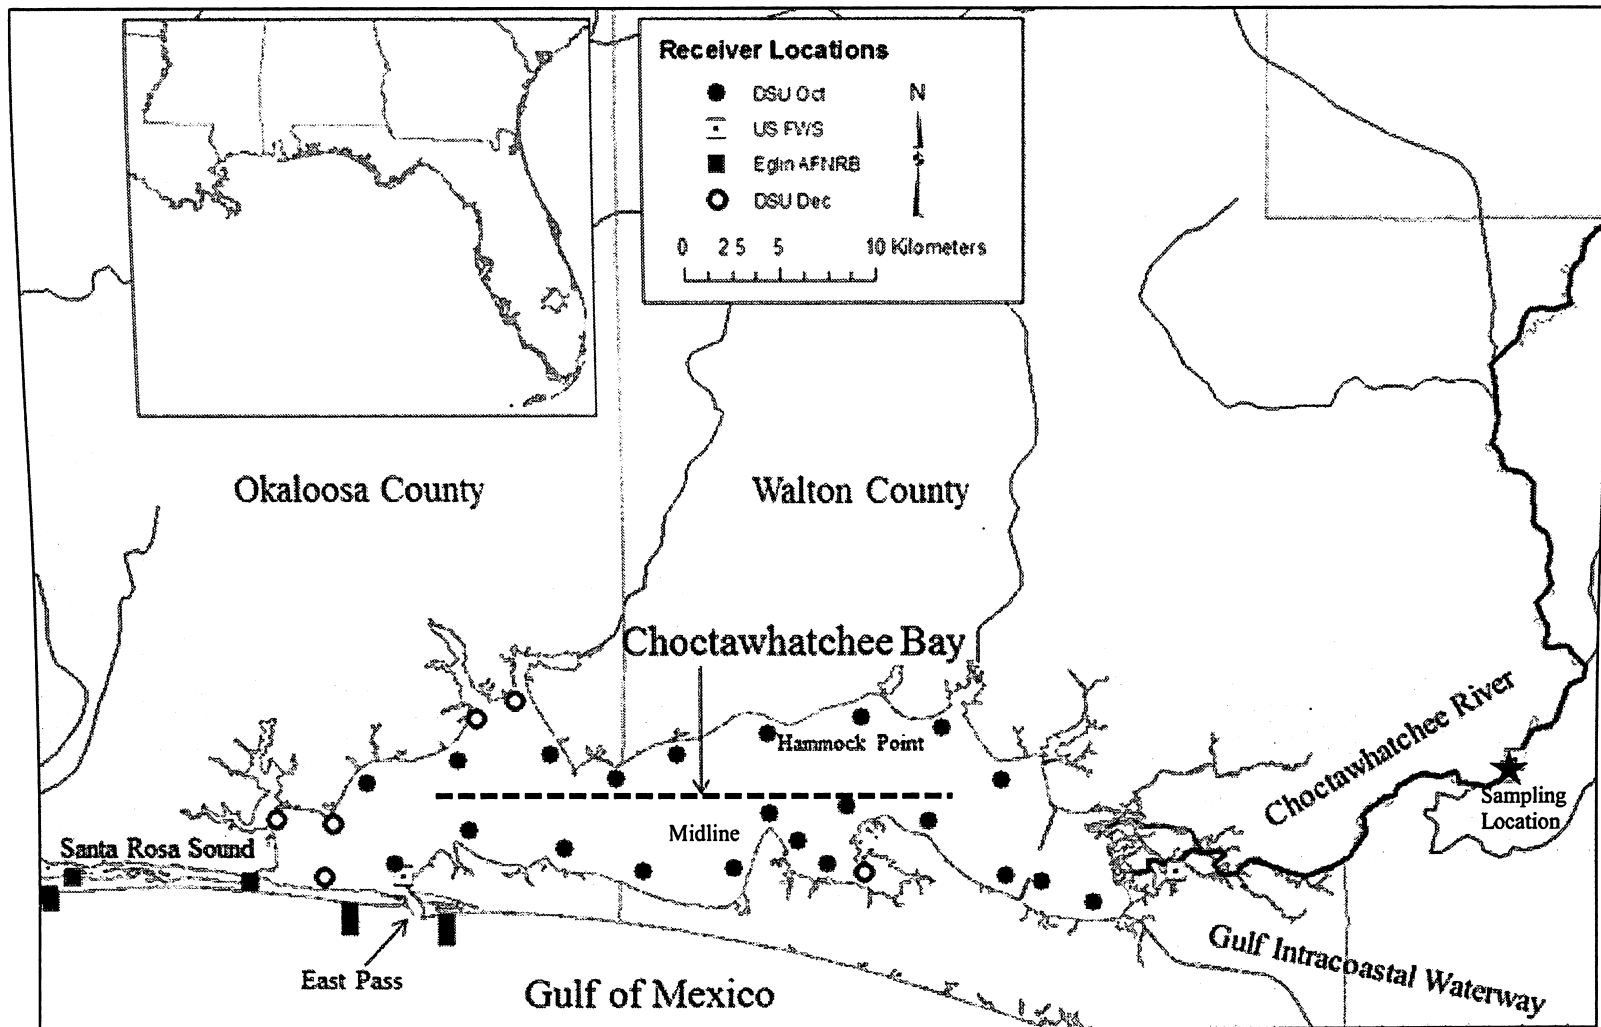 Receiver Locations
DSU Oct
US FWS
Eglin AFNRB
DSU Dec
N
0 2 5 5 10 Kilometers
Okaloosa County
Walton County
Choctawhatchee Bay
Hammock Point
Midline
Santa Rosa Sound
East Pass
Gulf of Mexico
Choctawhatchee River
Sampling
Location
Gulf Intracoastal Waterway